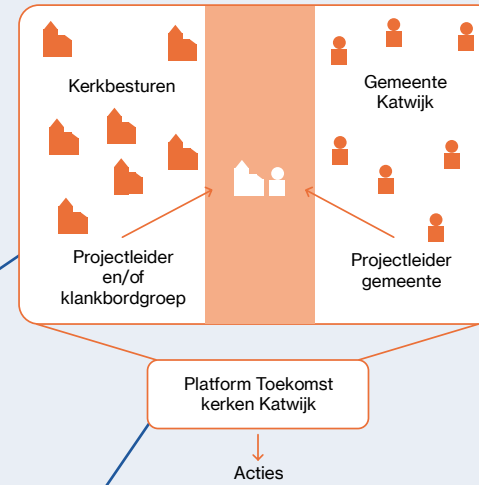 Kerkbesturen
Gemeente
Katwijk
Projectleider
en/of
klankbordgroep
Projectleider
gemeente
Platform Toekomst
kerken Katwijk
Acties